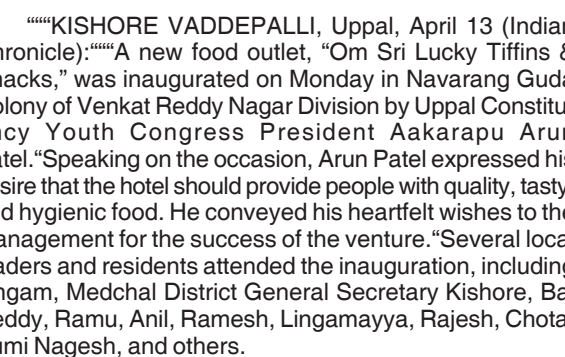 “““KISHORE VADDEPALLI, Uppal, April 13 (Indian
hronicle):“““A new food outlet, “Om Sri Lucky Tiffins &
nacks,” was inaugurated on Monday in Navarang Guda
olony of Venkat Reddy Nagar Division by Uppal Constitu
ncy Youth Congress President Aakarapu Arun
atel.“Speaking on the occasion, Arun Patel expressed his
sire that the hotel should provide people with quality, tasty,
d hygienic food. He conveyed his heartfelt wishes to the
anagement for the success of the venture.“Several loca
aders and residents attended the inauguration, including
ngam, Medchal District General Secretary Kishore, Ba
eddy, Ramu, Anil, Ramesh, Lingamayya, Rajesh, Chota
umi Nagesh, and others.